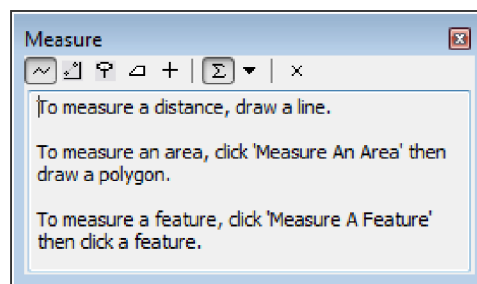 Measure
Σ
To measure a distance, draw a line.
To measure an area, click 'Measure An Area' then
draw a polygon.
To measure a feature, click 'Measure A Feature'
then click a feature.